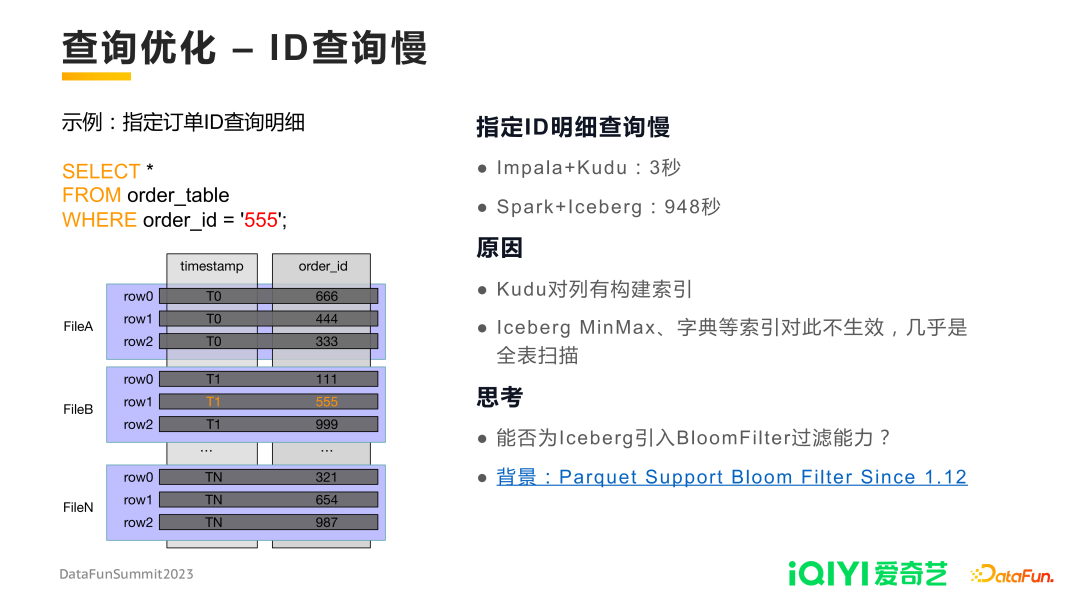 查询优化 – ID查询慢
示例：指定订单ID查询明细
SELECT *
FROM order_table
WHERE order_id = '555';
timestamp order_id
FileA
row0 T0 666
row1 T0 444
row2 T0 333
FileB
row0 T1 111
row1 T1 555
row2 T1 999
... ...
FileN
row0 TN 321
row1 TN 654
row2 TN 987
指定ID明细查询慢
● Impala+Kudu：3秒
● Spark+Iceberg：948秒
原因
● Kudu对列有构建索引
● Iceberg MinMax、字典等索引对此不生效，几乎是
全表扫描
思考
● 能否为Iceberg引入BloomFilter过滤能力？
● 背景：Parquet Support Bloom Filter Since 1.12
DataFunSummit2023
iQIYI爱奇艺
DataFun.